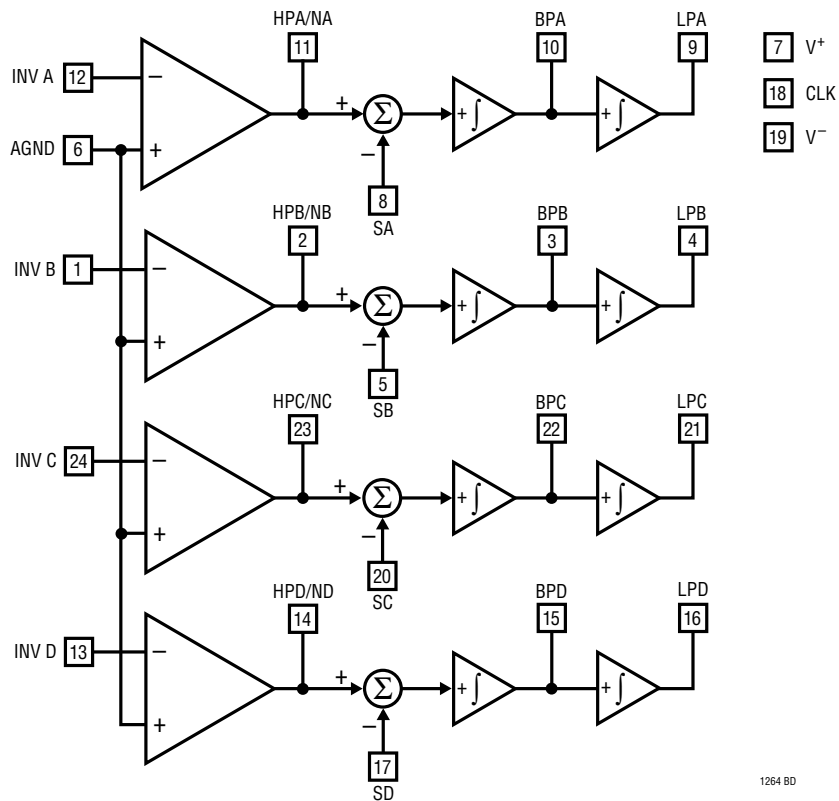 HPA/NA
BPA
LPA
11
10
9
7 V+
INV A 12
−
+
Σ
+ ∫
+ ∫
18 CLK
AGND 6
+
−
19 V−
8
SA
HPB/NB
BPB
LPB
2
3
4
INV B 1
−
+
Σ
+ ∫
+ ∫
+
−
5
SB
HPC/NC
BPC
LPC
23
22
21
INV C 24
−
+
Σ
+ ∫
+ ∫
+
−
20
SC
HPD/ND
BPD
LPD
14
15
16
INV D 13
−
+
Σ
+ ∫
+ ∫
+
−
17
SD
1264 BD